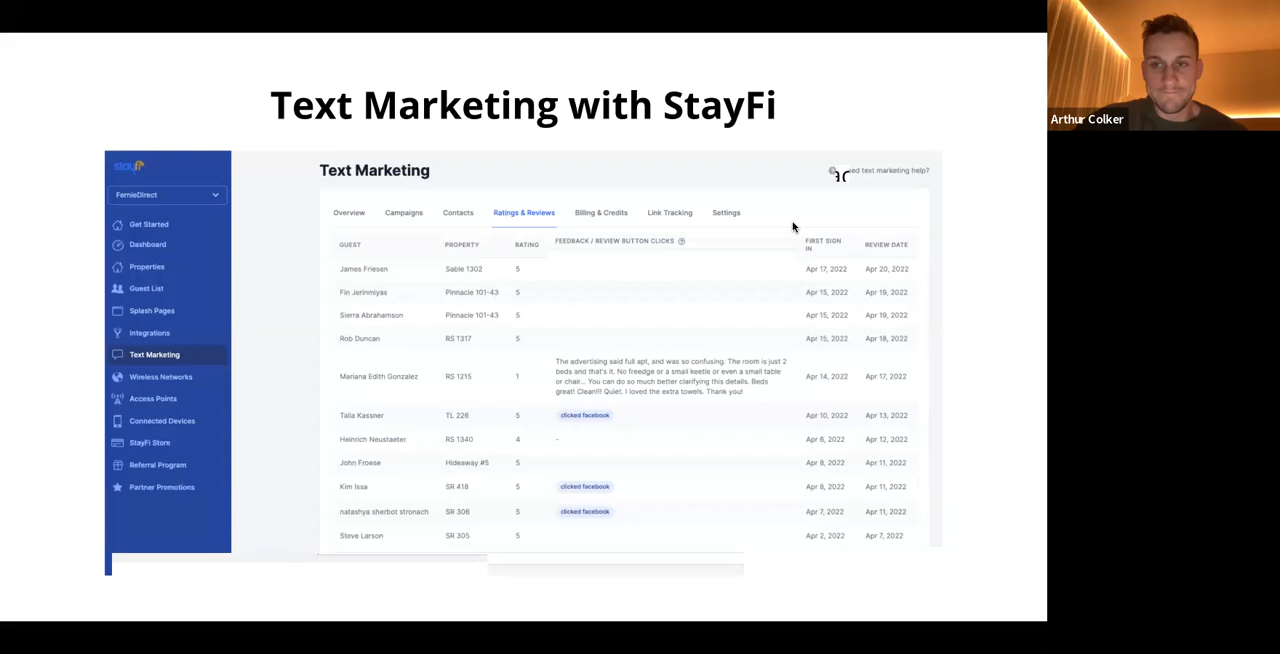 Text Marketing with StayFi
Arthur Colker
stayfi
FernieDirect
Get Started
Dashboard
Properties
Guest List
Splash Pages
Integrations
Text Marketing
Wireless Networks
Access Points
Connected Devices
StayFi Store
Referral Program
Partner Promotions
Text Marketing
text marketing help?
Overview Campaigns Contacts Ratings & Reviews Billing & Credits Link Tracking Settings
GUEST PROPERTY RATING FEEDBACK / REVIEW BUTTON CLICKS FIRST SIGN IN REVIEW DATE
James Friesen Sable 1302 5 Apr 17, 2022 Apr 20, 2022
Fin Jerinmiyas Pinnacle 101-43 5 Apr 15, 2022 Apr 19, 2022
Sierra Abrahamson Pinnacle 101-43 5 Apr 15, 2022 Apr 19, 2022
Rob Duncan RS 1317 5 Apr 15, 2022 Apr 18, 2022
The advertising said full apt, and was so confusing. The room is just 2
beds and that's it. No freedge or a small keetle or even a small table
Mariana Edith Gonzalez RS 1215 1 Apr 14, 2022 Apr 17, 2022
or chair... You can do so much better clarifying this details. Beds
great! Clean!!! Quiet. I loved the extra towels. Thank you!
Talia Kassner TL 226 5 clicked facebook Apr 10, 2022 Apr 13, 2022
Heinrich Neustaeter RS 1340 4 - Apr 6, 2022 Apr 12, 2022
John Froese Hideaway #5 5 Apr 8, 2022 Apr 11, 2022
Kim Issa SR 418 5 clicked facebook Apr 8, 2022 Apr 11, 2022
natashya sherbot stronach SR 306 5 clicked facebook Apr 7, 2022 Apr 11, 2022
Steve Larson SR 305 5 Apr 2, 2022 Apr 7, 2022